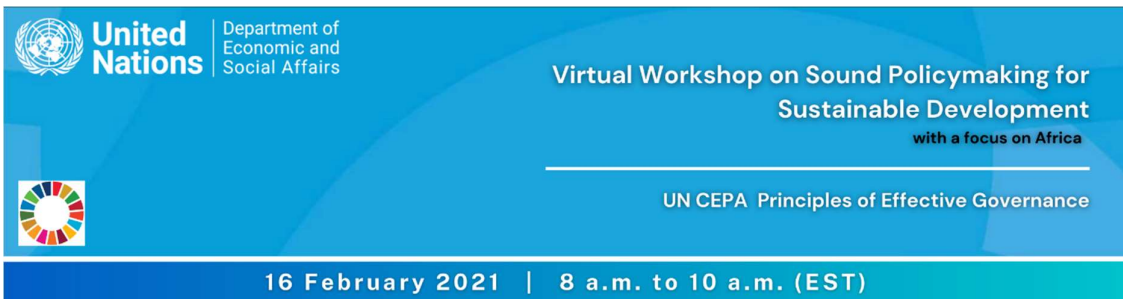 United
Nations
Department of
Economic and
Social Affairs
Virtual Workshop on Sound Policymaking for
Sustainable Development
with a focus on Africa
UN CEPA Principles of Effective Governance
16 February 2021 | 8 a.m. to 10 a.m. (EST)